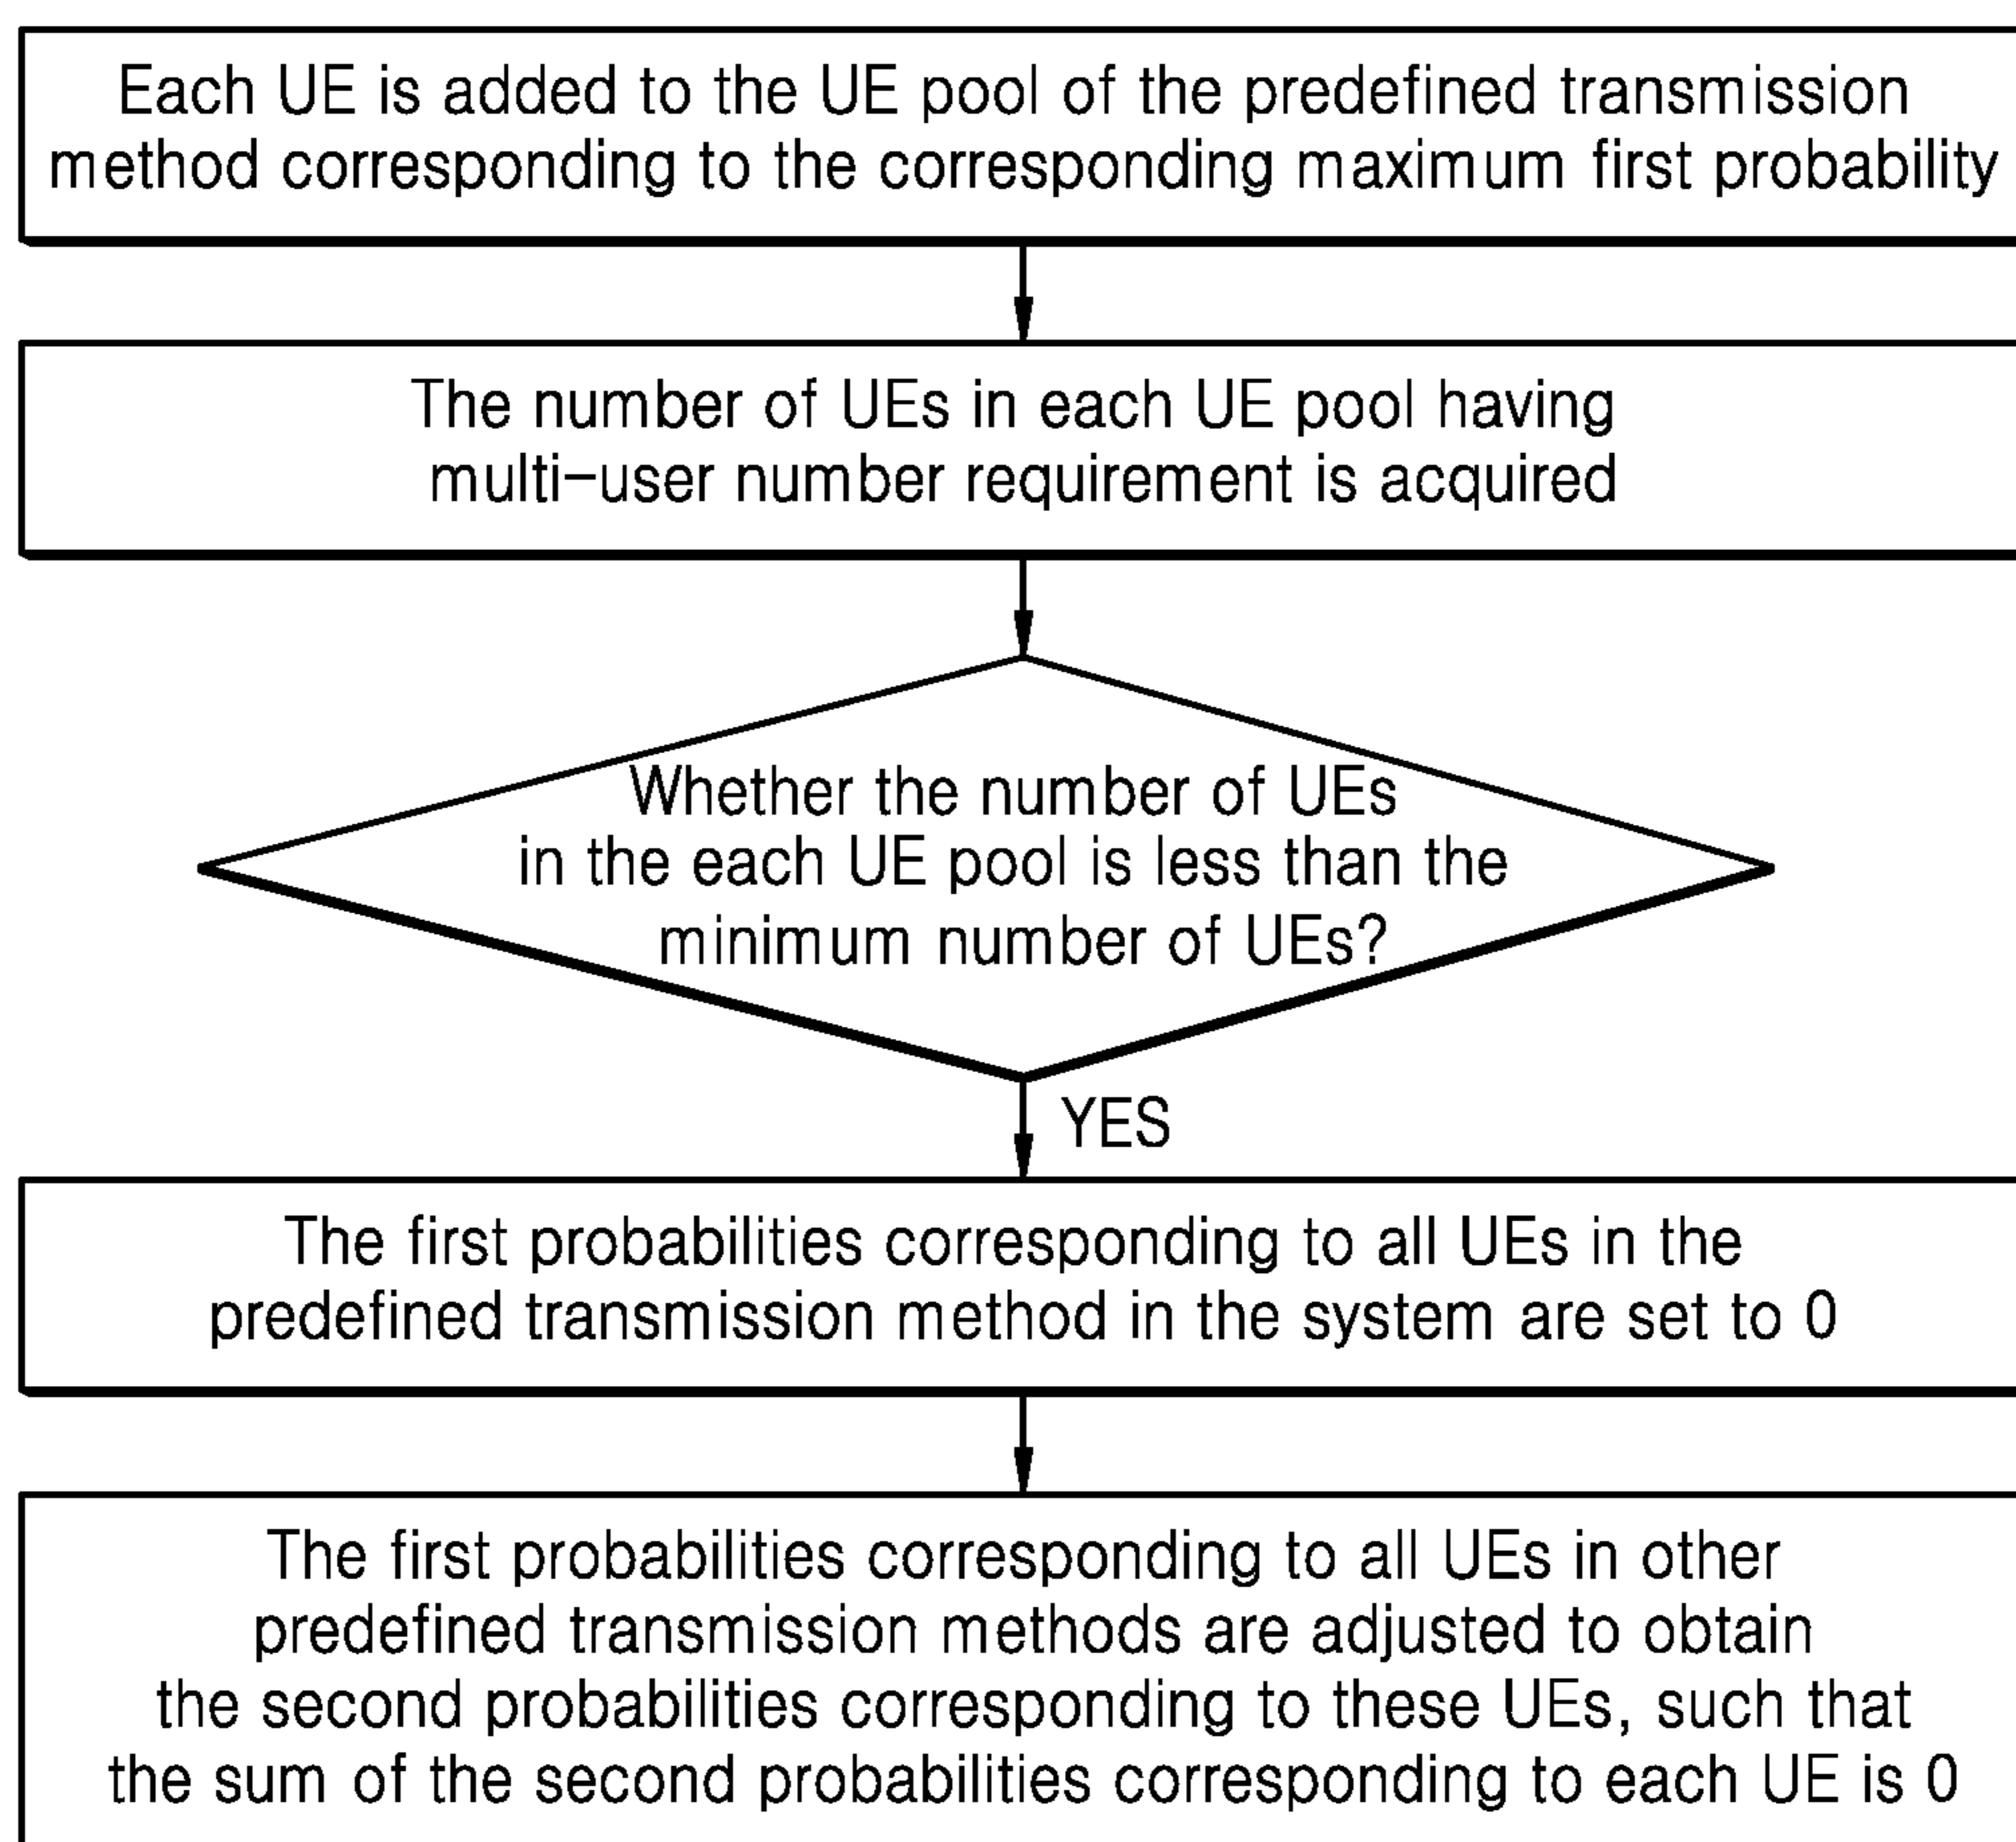 Each UE is added to the UE pool of the predefined transmission
method corresponding to the corresponding maximum first probability
The number of UEs in each UE pool having
multi-user number requirement is acquired
Whether the number of UEs
in the each UE pool is less than the
minimum number of UEs?
YES
The first probabilities corresponding to all UEs in the
predefined transmission method in the system are set to 0
The first probabilities corresponding to all UEs in other
predefined transmission methods are adjusted to obtain
the second probabilities corresponding to these UEs, such that
the sum of the second probabilities corresponding to each UE is 0